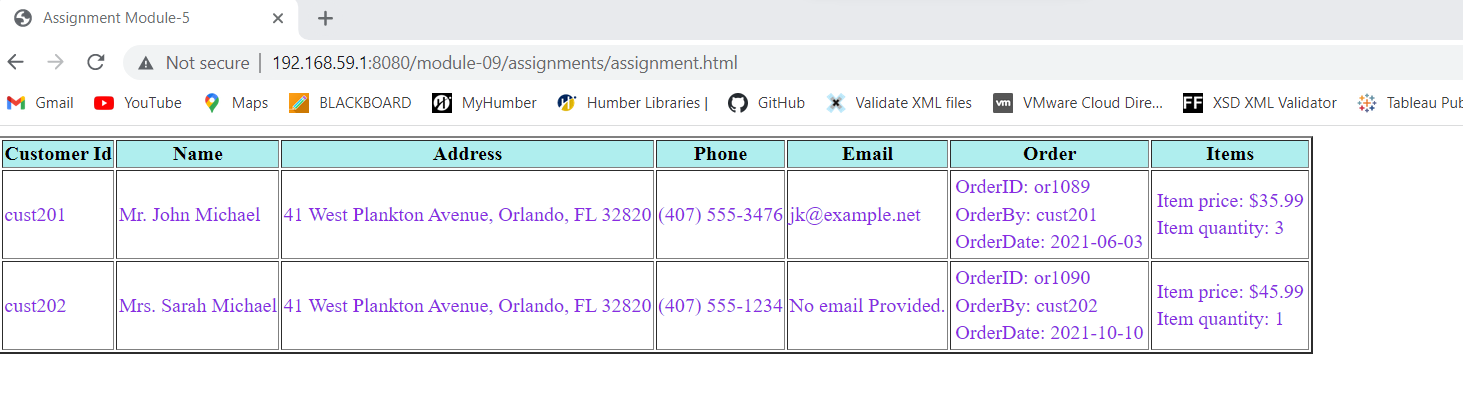 Assignment Module-5
Not secure | 192.168.59.1:8080/module-09/assignments/assignment.html
Gmail YouTube Maps BLACKBOARD MyHumber Humber Libraries | GitHub Validate XML files vm VMware Cloud Dire... FF XSD XML Validator Tableau Pub
Customer Id Name Address Phone Email Order Items
cust201 Mr. John Michael 41 West Plankton Avenue, Orlando, FL 32820 (407) 555-3476 jk@example.net
OrderID: or1089
OrderBy: cust201
OrderDate: 2021-06-03
Item price: $35.99
Item quantity: 3
cust202 Mrs. Sarah Michael 41 West Plankton Avenue, Orlando, FL 32820 (407) 555-1234 No email Provided.
OrderID: or1090
OrderBy: cust202
OrderDate: 2021-10-10
Item price: $45.99
Item quantity: 1